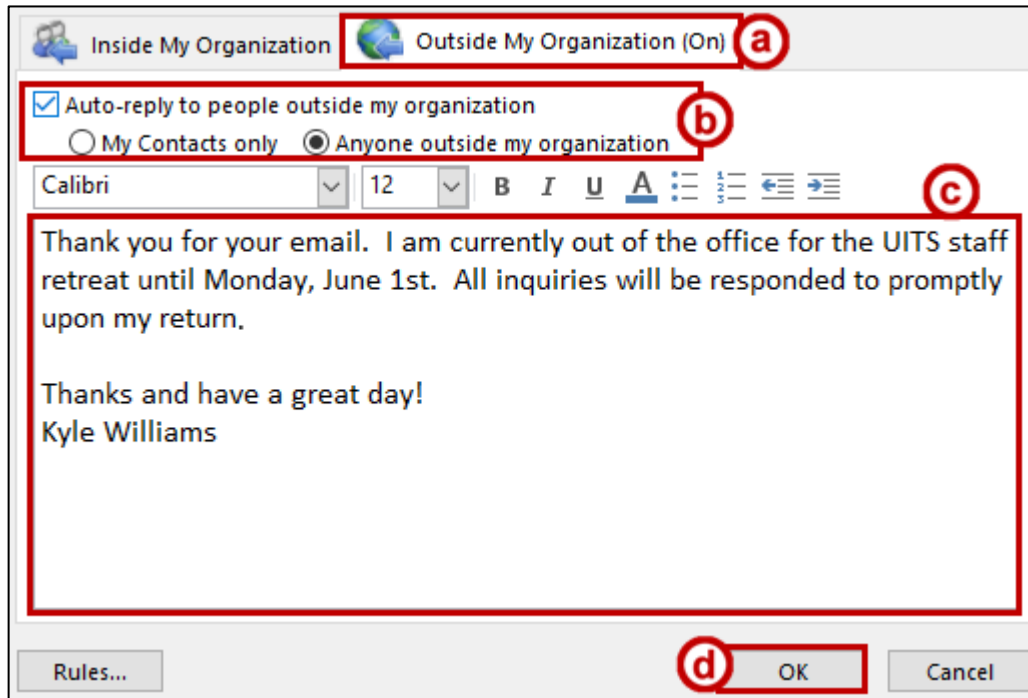 Inside My Organization Outside My Organization (On) a
Auto-reply to people outside my organization b
My Contacts only Anyone outside my organization
Calibri 12 B I U A c
Thank you for your email.  I am currently out of the office for the UITS staff
retreat until Monday, June 1st.  All inquiries will be responded to promptly
upon my return.
Thanks and have a great day!
Kyle Williams
Rules... d OK Cancel